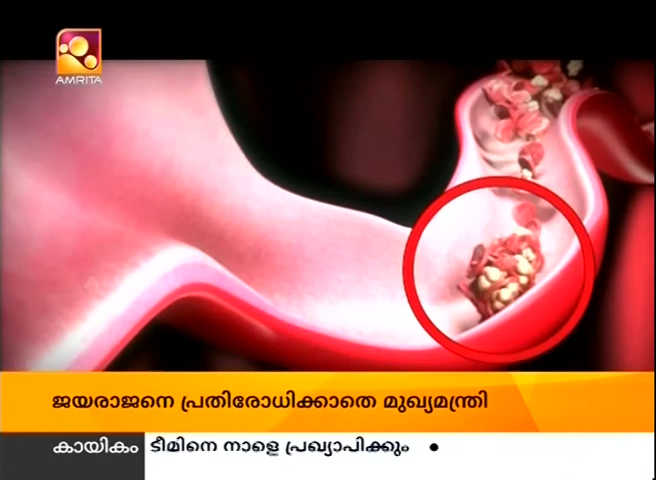 AMRITA
ജയരാജനെ പ്രതിരോധിക്കാതെ മുഖ്യമന്ത്രി
കായികം ടീമിനെ നാളെ പ്രഖ്യാപിക്കും